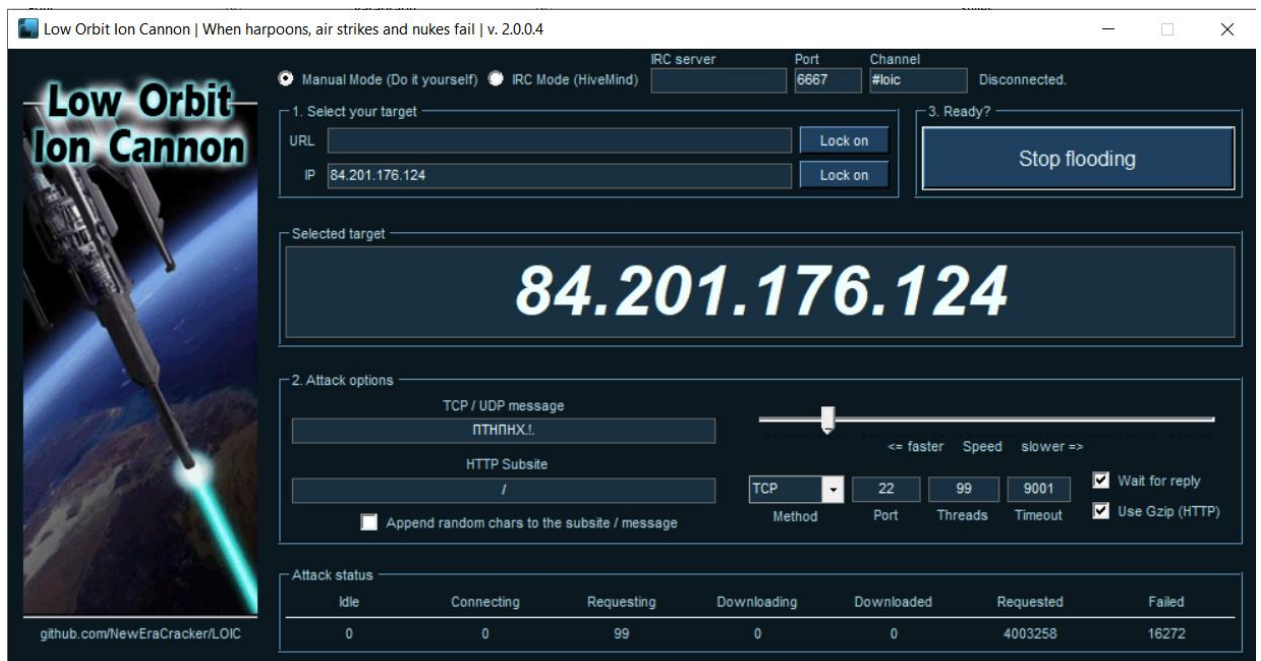 Low Orbit Ion Cannon | When harpoons, air strikes and nukes fail | v. 2.0.0.4
Low Orbit
Ion Cannon
github.com/NewEraCracker/LOIC
IRC server Port Channel
Manual Mode (Do it yourself) IRC Mode (HiveMind) 6667 #loic Disconnected.
1. Select your target
URL Lock on
IP 84.201.176.124 Lock on
3. Ready?
Stop flooding
Selected target
84.201.176.124
2. Attack options
TCP / UDP message
ПТНПНХ.!.
HTTP Subsite
/
Append random chars to the subsite / message
<= faster Speed slower =>
TCP 22 99 9001 Wait for reply
Method Port Threads Timeout Use Gzip (HTTP)
Attack status
Idle Connecting Requesting Downloading Downloaded Requested Failed
0 0 99 0 0 4003258 16272